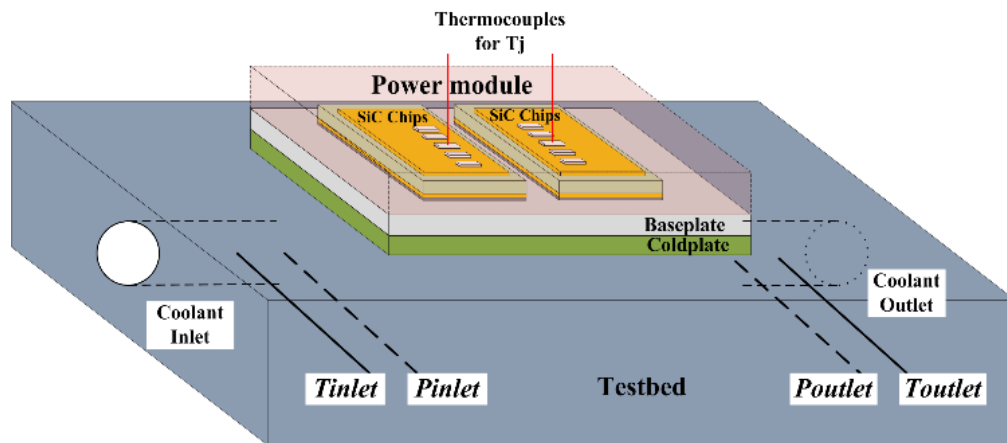 Thermocouples
for Tj
Power module
SiC Chips
SiC Chips
Baseplate
Coldplate
Coolant
Inlet
Coolant
Outlet
Tinlet
Pinlet
Testbed
Poutlet
Toutlet